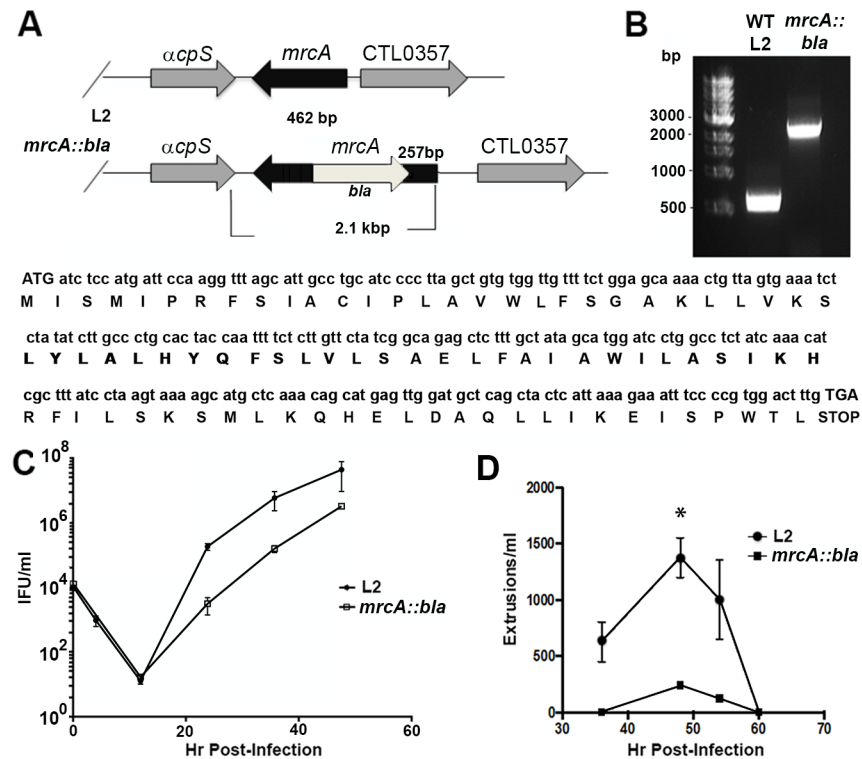 A
αcpS mrcA CTL0357
L2 462 bp
mrcA::bla αcpS mrcA 257bp CTL0357
bla
2.1 kbp
B
WT mrcA::
L2 bla
bp
3000
2000
1000
500
ATG atc tcc atg att cca agg ttt agc att gcc tgc atc ccc tta gct gtg tgg ttg ttt tct gga gca aaa ctg tta gtg aaa tct
M I S M I P R F S I A C I P L A V W L F S G A K L L V K S
cta tat ctt gcc ctg cac tac caa ttt tct ctt gtt cta tcg gca gag ctc ttt gct ata gca tgg atc ctg gcc tct atc aaa cat
L Y L A L H Y Q F S L V L S A E L F A I A W I L A S I K H
cgc ttt atc cta agt aaa agc atg ctc aaa cag cat gag ttg gat gct cag cta ctc att aaa gaa att tcc ccg tgg act ttg TGA
R F I L S K S M L K Q H E L D A Q L L I K E I S P W T L STOP
C
10^8
10^6
10^4
10^2
10^0
IFU/ml
L2
mrcA::bla
0 20 40 60
Hr Post-Infection
D
2000
1500
1000
500
0
Extrusions/ml
*
L2
mrcA::bla
30 40 50 60 70
Hr Post-Infection